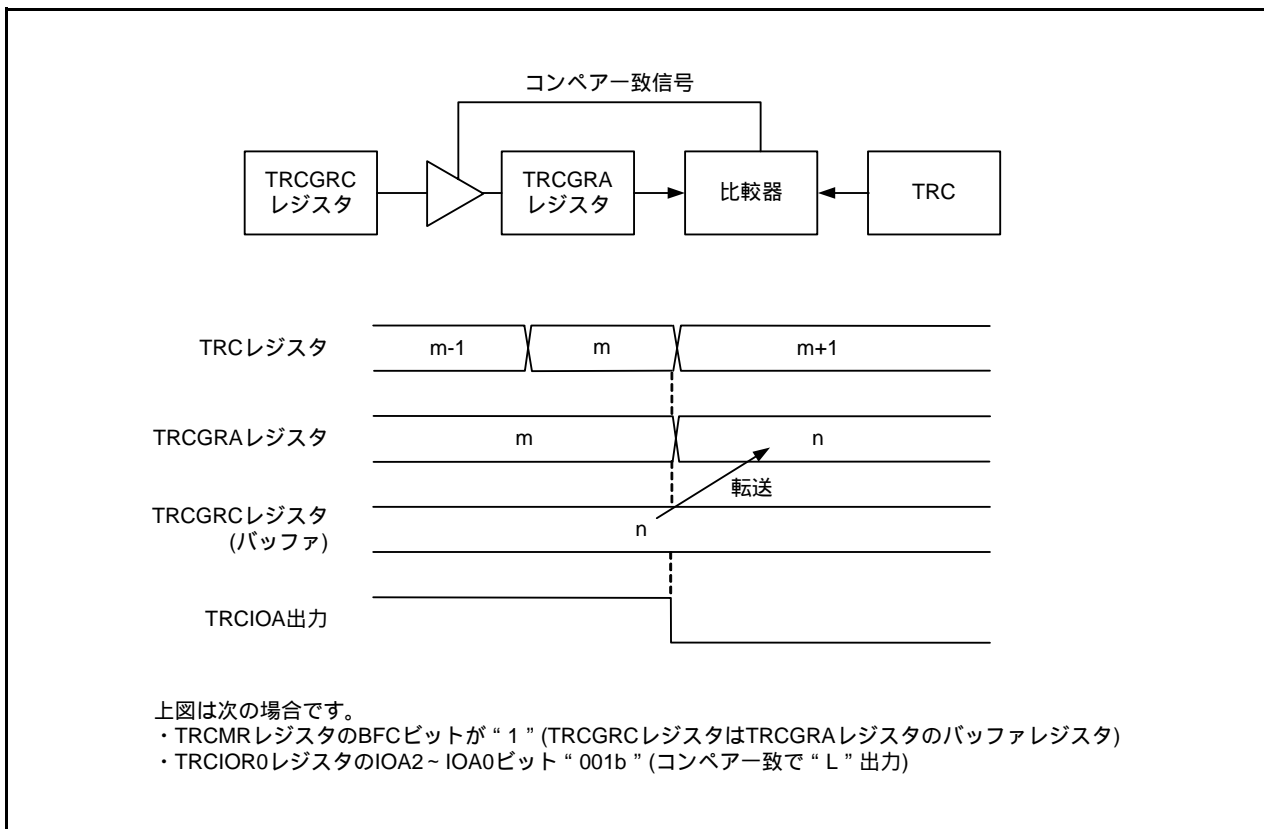 コンペア一致信号
TRCGRC
レジスタ
TRCGRA
レジスタ
比較器
TRC
TRCレジスタ
m-1
m
m+1
TRCGRAレジスタ
m
n
転送
TRCGRCレジスタ
(バッファ)
n
TRCIOA出力
上図は次の場合です。
・TRCMRレジスタのBFCビットが“1”(TRCGRCレジスタはTRCGRAレジスタのバッファレジスタ)
・TRCIOR0レジスタのIOA2~IOA0ビット“001b”(コンペア一致で“L”出力)